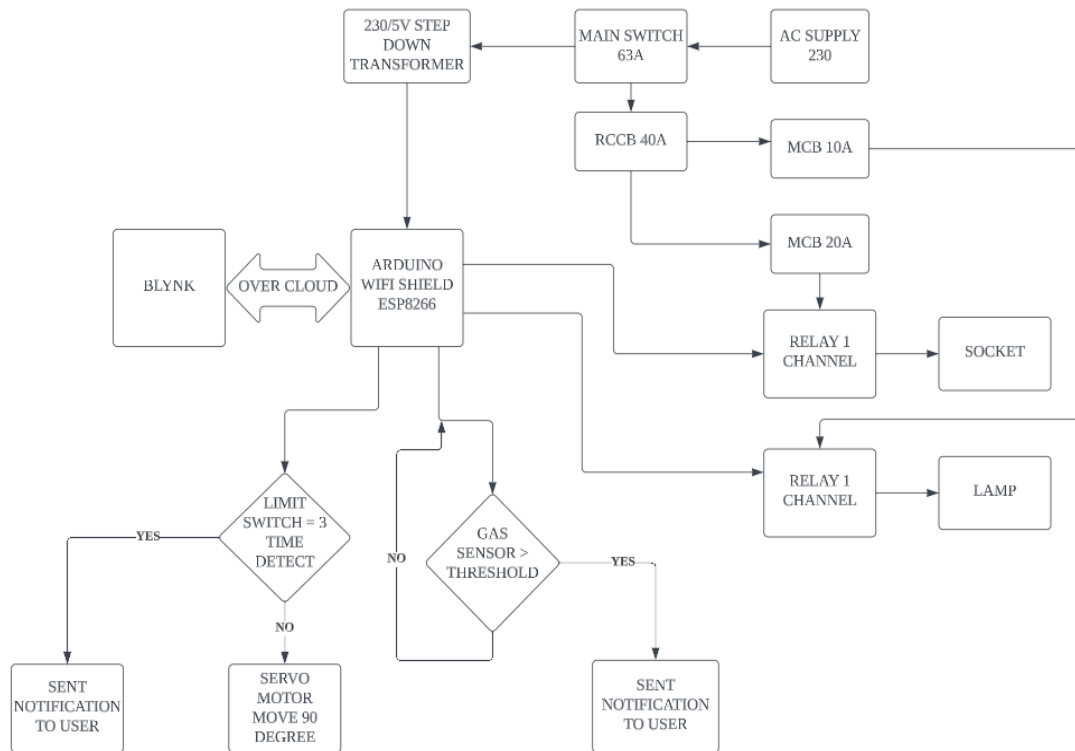 230/5V STEP
DOWN
TRANSFORMER
MAIN SWITCH
63A
AC SUPPLY
230
RCCB 40A
MCB 10A
MCB 20A
BLYNK
OVER CLOUD
ARDUINO
WIFI SHIELD
ESP8266
RELAY 1
CHANNEL
SOCKET
RELAY 1
CHANNEL
LAMP
LIMIT
SWITCH = 3
TIME
DETECT
YES
NO
GAS
SENSOR >
THRESHOLD
NO
YES
SENT
NOTIFICATION
TO USER
SERVO
MOTOR
MOVE 90
DEGREE
SENT
NOTIFICATION
TO USER